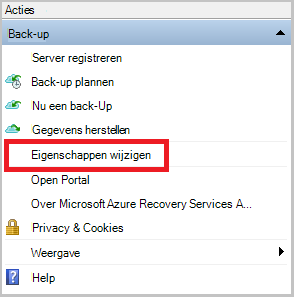 Acties
Back-up
Server registreren
Back-up plannen
Nu een back-Up
Gegevens herstellen
Eigenschappen wijzigen
Open Portal
Over Microsoft Azure Recovery Services A...
Privacy & Cookies
Weergave
Help